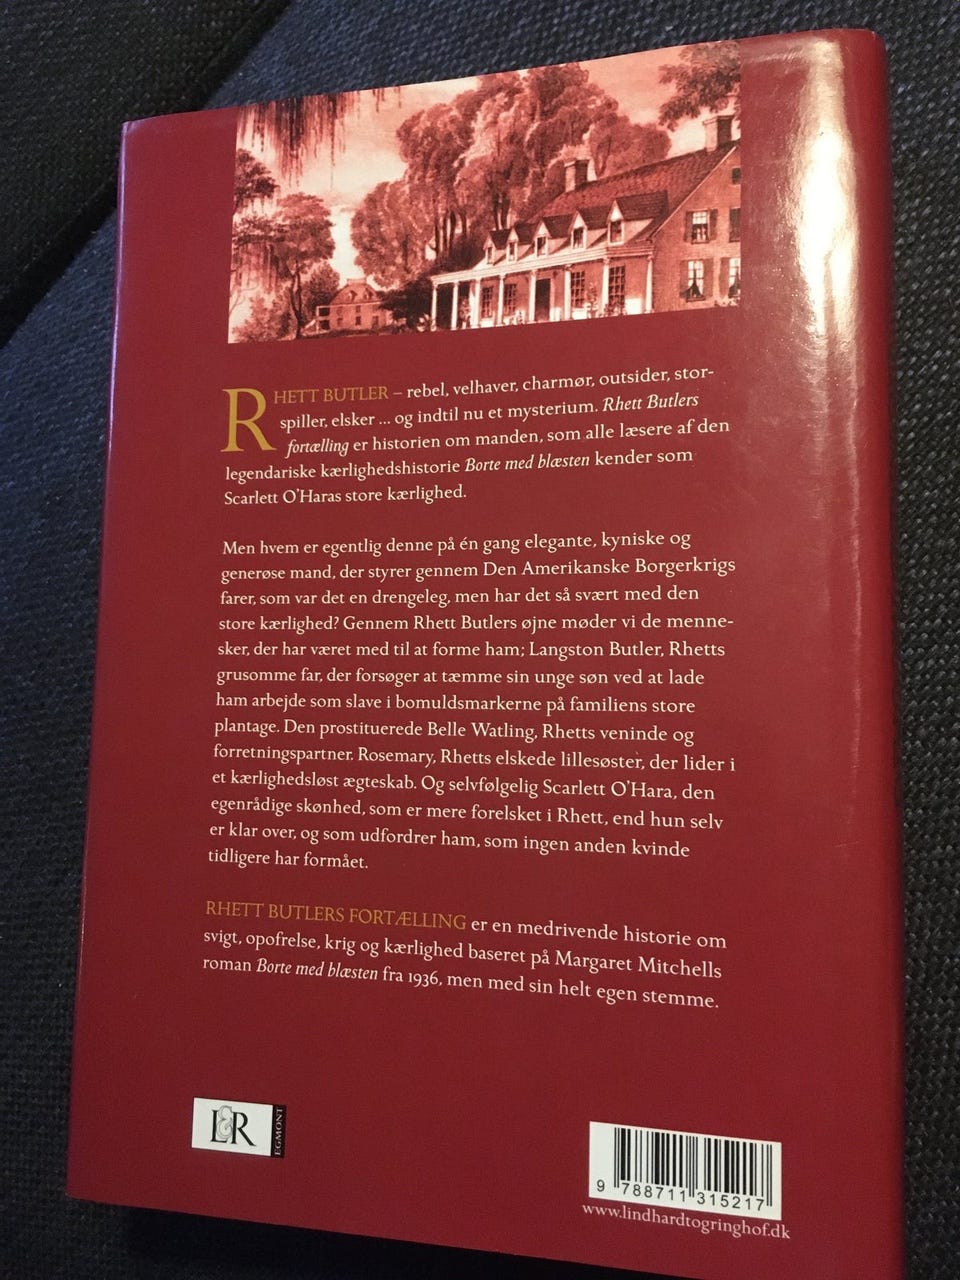 RHETT BUTLER – rebel, velhaver, charmør, outsider, stor-
spiller, elsker ... og indtil nu et mysterium. Rhett Butlers
fortælling er historien om manden, som alle læsere af den
legendariske kærlighedshistorie Borte med blæsten kender som
Scarlett O'Haras store kærlighed.
Men hvem er egentlig denne på én gang elegante, kyniske og
generøse mand, der styrer gennem Den Amerikanske Borgerkrigs
farer, som var det en drengeleg, men har det så svært med den
store kærlighed? Gennem Rhett Butlers øjne møder vi de menne-
sker, der har været med til at forme ham; Langston Butler, Rhetts
grusomme far, der forsøger at tæmme sin unge søn ved at lade
ham arbejde som slave i bomuldsmarkerne på familiens store
plantage. Den prostituerede Belle Watling, Rhetts veninde og
forretningspartner. Rosemary, Rhetts elskede lillesøster, der lider i
et kærlighedsløst ægteskab. Og selvfølgelig Scarlett O'Hara, den
egenrådige skønhed, som er mere forelsket i Rhett, end hun selv
er klar over, og som udfordrer ham, som ingen anden kvinde
tidligere har formået.
RHETT BUTLERS FORTÆLLING er en medrivende historie om
svigt, opofrelse, krig og kærlighed baseret på Margaret Mitchells
roman Borte med blæsten fra 1936, men med sin helt egen stemme.
L&R EGMONT
9 788711 315217
www.lindhardtogringhof.dk